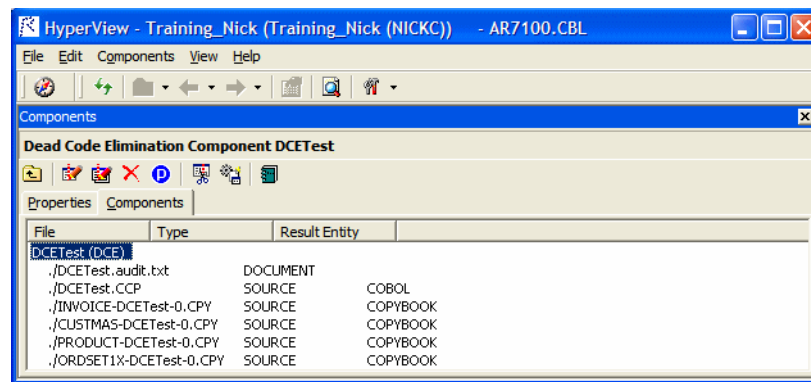 HyperView - Training_Nick (Training_Nick (NICKC)) - AR7100.CBL
File Edit Components View Help
Components
Dead Code Elimination Component DCETest
Properties Components
File Type Result Entity
DCETest (DCE)
./DCETest.audit.txt DOCUMENT
./DCETest.CCP SOURCE COBOL
./INVOICE-DCETest-0.CPY SOURCE COPYBOOK
./CUSTMAS-DCETest-0.CPY SOURCE COPYBOOK
./PRODUCT-DCETest-0.CPY SOURCE COPYBOOK
./ORDSET1X-DCETest-0.CPY SOURCE COPYBOOK